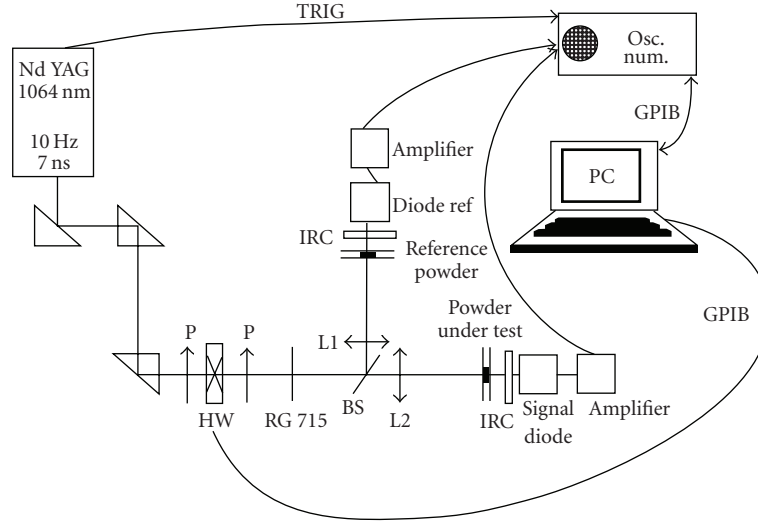 TRIG
Nd YAG
1064 nm
10 Hz
7 ns
Osc.
num.
GPIB
Amplifier
PC
Diode ref
IRC
Reference
powder
GPIB
Powder
under test
P
P
L1
HW
RG 715
BS
L2
IRC
Signal
diode
Amplifier